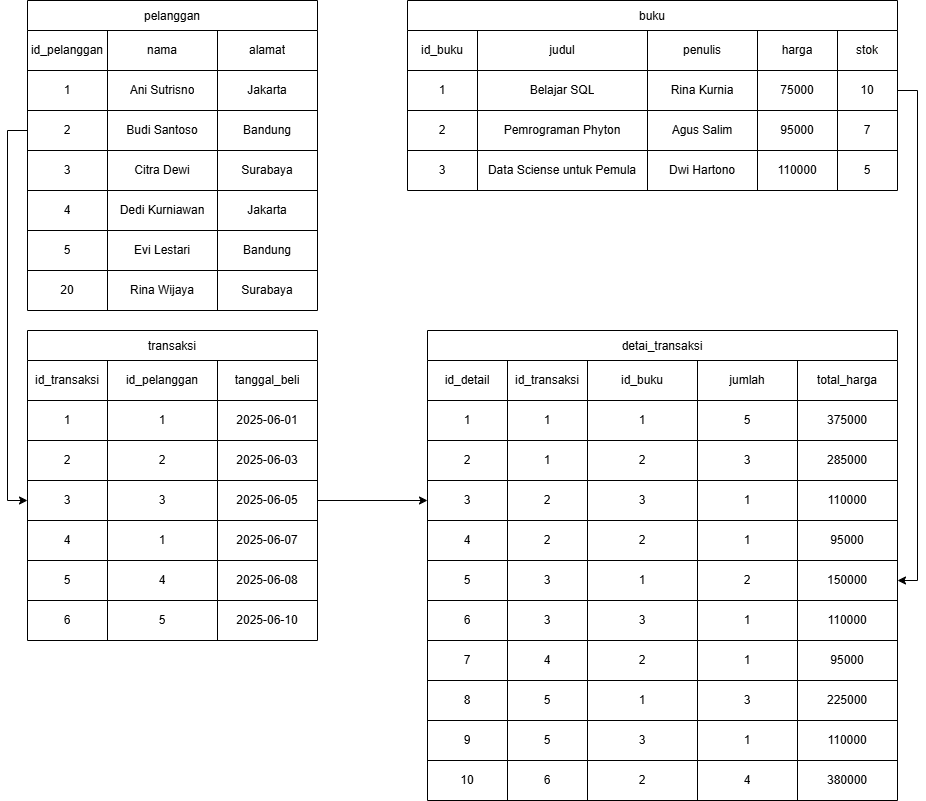 pelanggan
id_pelanggan nama alamat
1 Ani Sutrisno Jakarta
2 Budi Santoso Bandung
3 Citra Dewi Surabaya
4 Dedi Kurniawan Jakarta
5 Evi Lestari Bandung
20 Rina Wijaya Surabaya
buku
id_buku judul penulis harga stok
1 Belajar SQL Rina Kurnia 75000 10
2 Pemrograman Phyton Agus Salim 95000 7
3 Data Sciense untuk Pemula Dwi Hartono 110000 5
transaksi
id_transaksi id_pelanggan tanggal_beli
1 1 2025-06-01
2 2 2025-06-03
3 3 2025-06-05
4 1 2025-06-07
5 4 2025-06-08
6 5 2025-06-10
detai_transaksi
id_detail id_transaksi id_buku jumlah total_harga
1 1 1 5 375000
2 1 2 3 285000
3 2 3 1 110000
4 2 2 1 95000
5 3 1 2 150000
6 3 3 1 110000
7 4 2 1 95000
8 5 1 3 225000
9 5 3 1 110000
10 6 2 4 380000